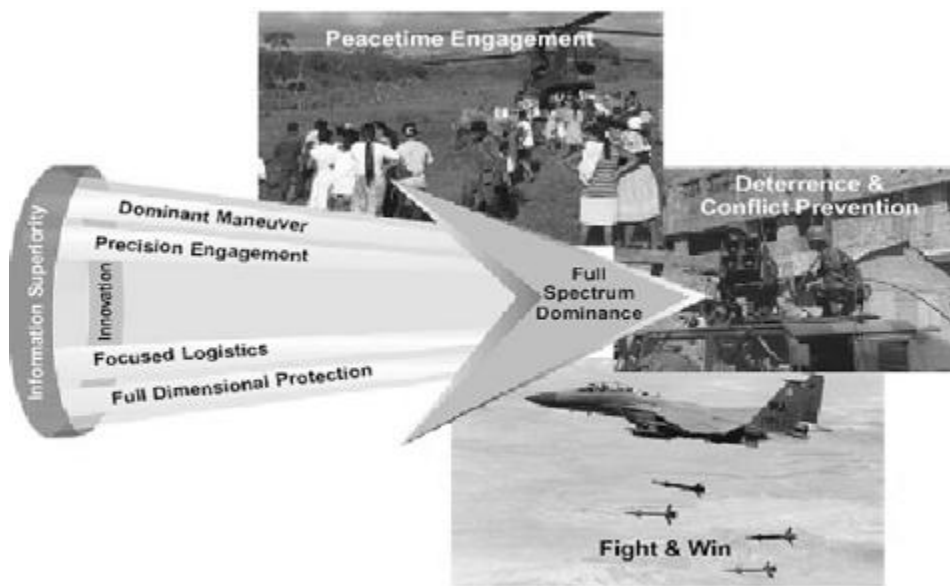 Peacetime Engagement
Deterrence &
Conflict Prevention
Information Superiority
Dominant Maneuver
Precision Engagement
Innovation
Focused Logistics
Full Dimensional Protection
Full
Spectrum
Dominance
Fight & Win